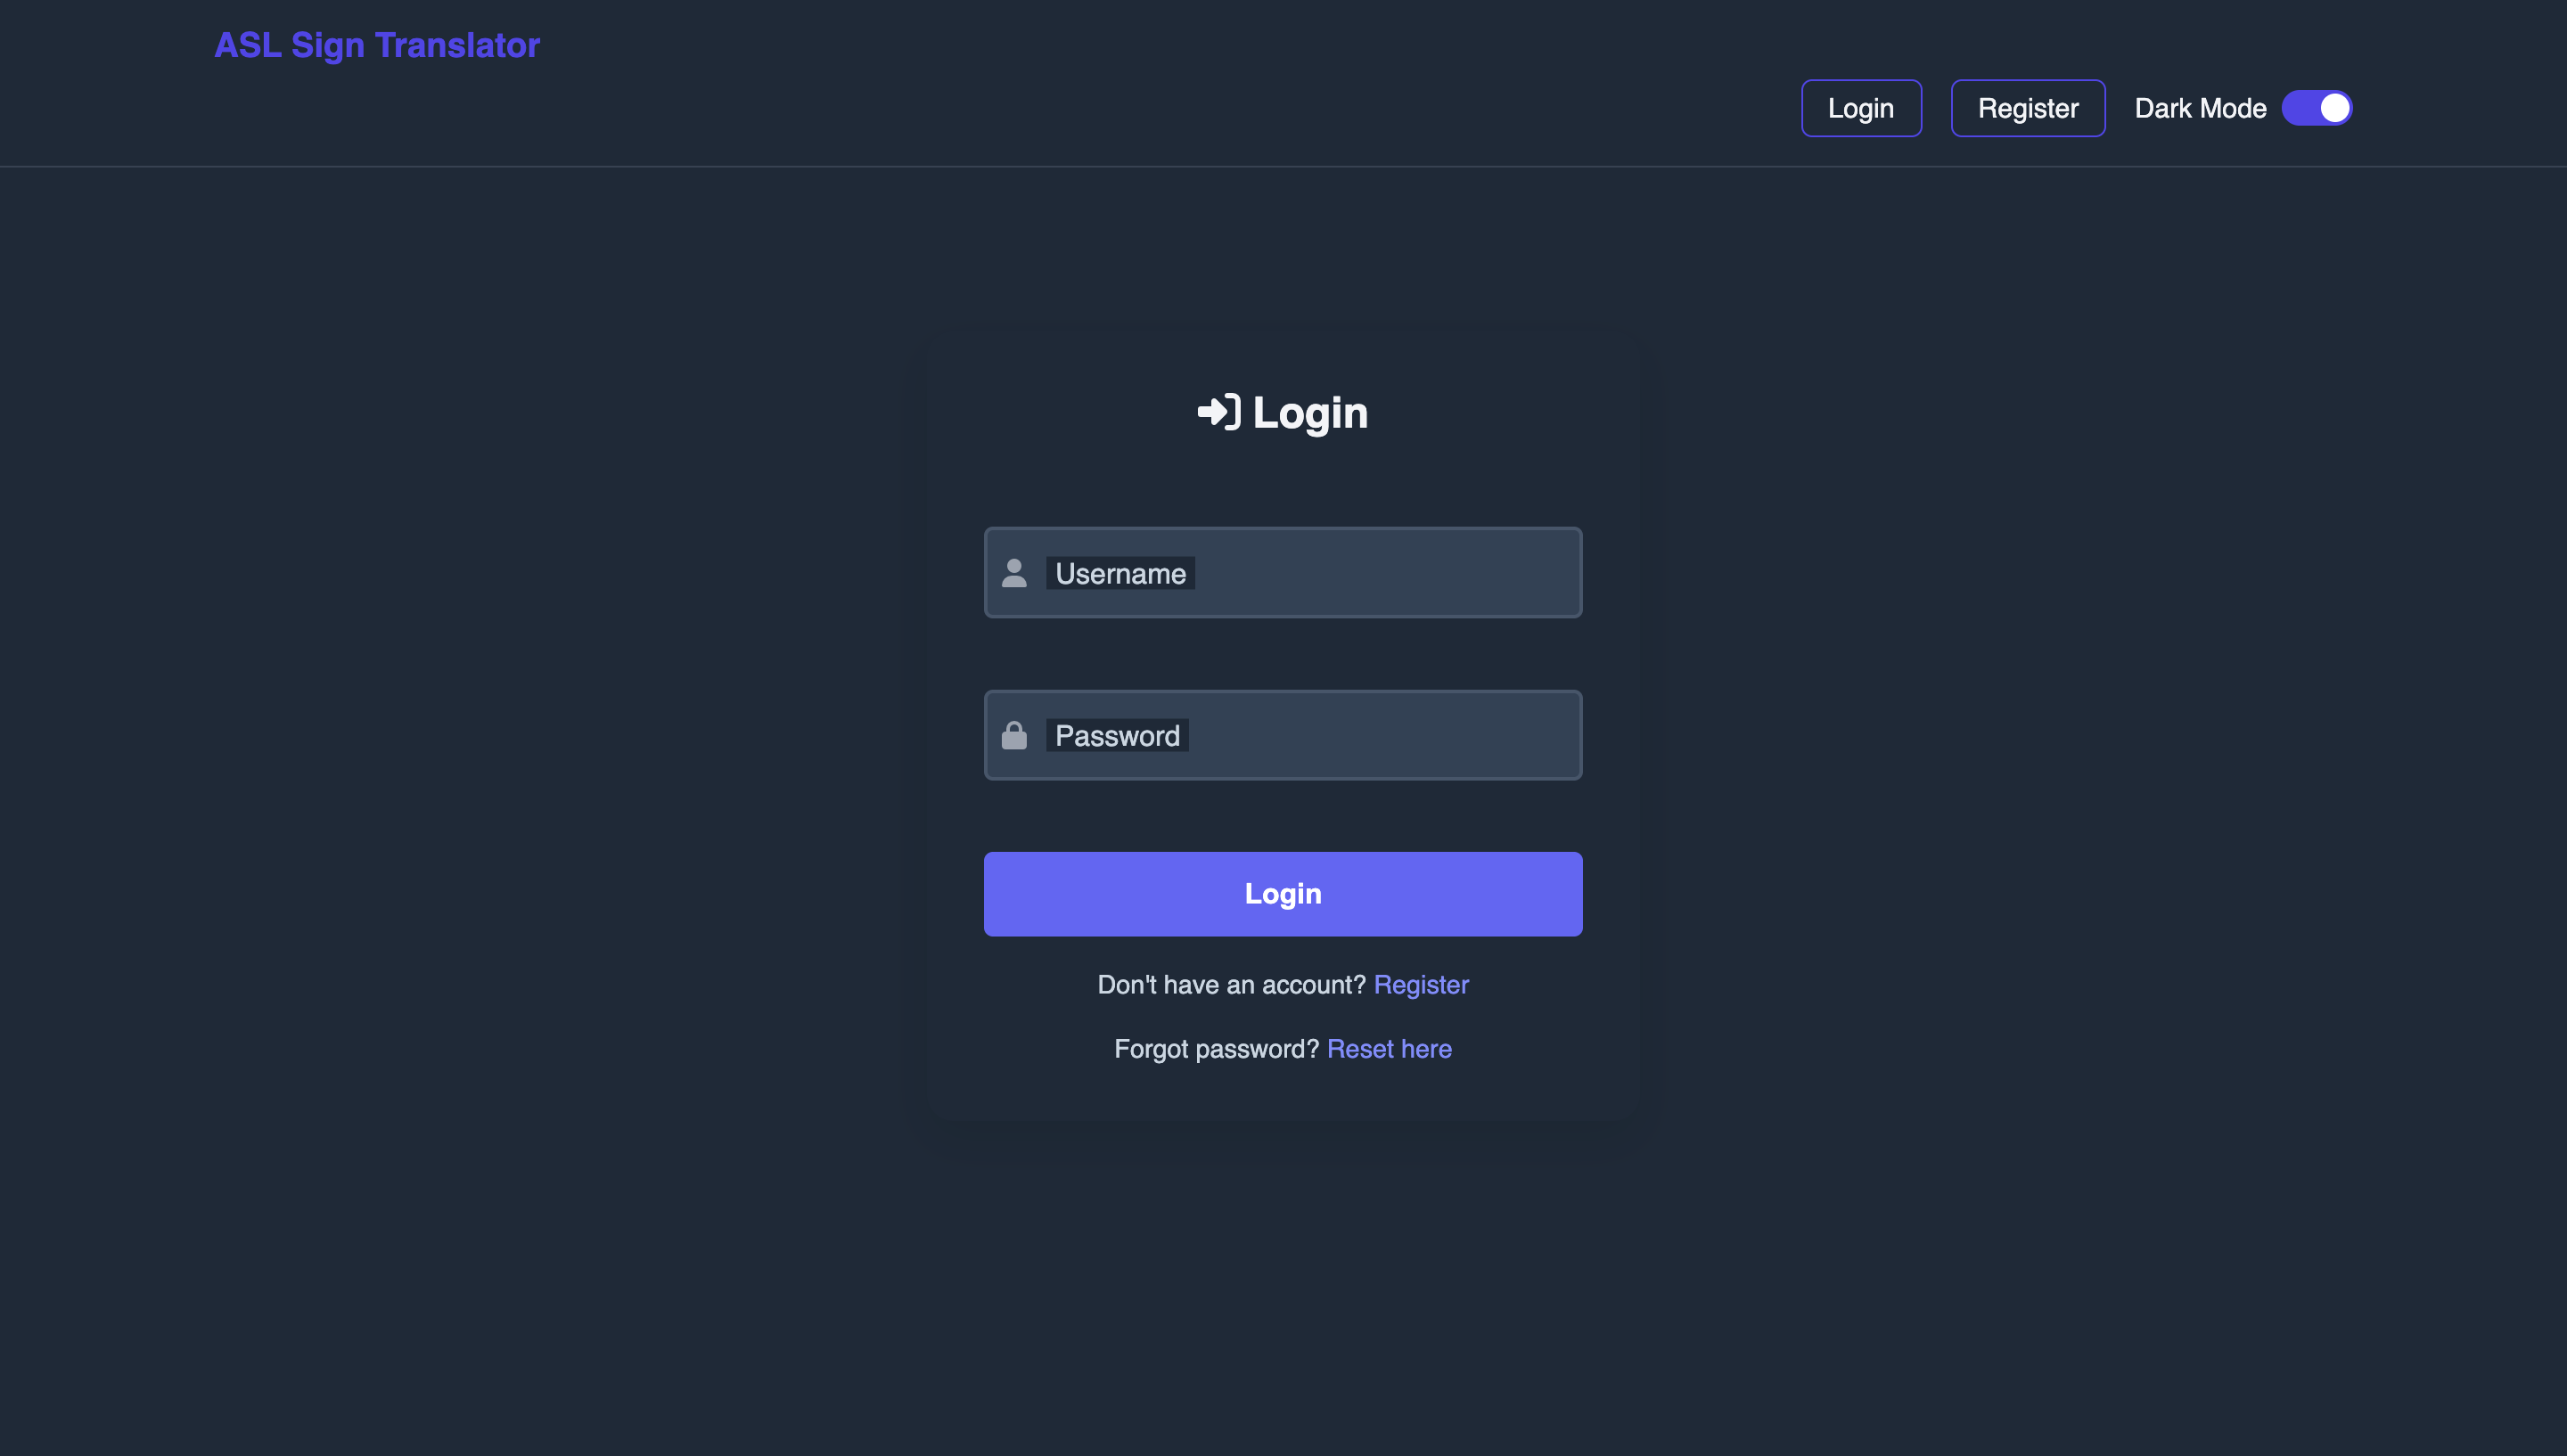 ASL Sign Translator
Login
Register
Dark Mode
Login
Username
Password
Login
Don't have an account? Register
Forgot password? Reset here